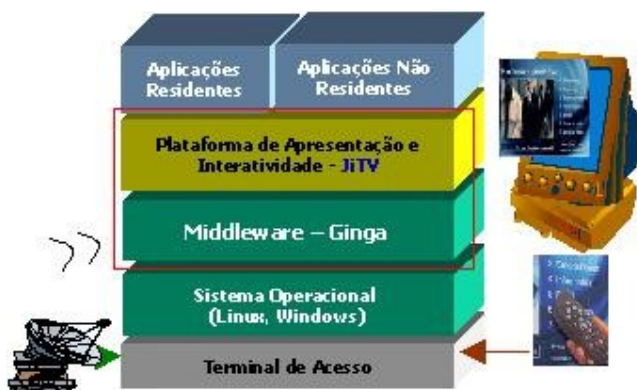 Aplicações
Residentes
Aplicações Não
Residentes
Plataforma de Apresentação e
Interatividade - JiTV
Middleware – Ginga
Sistema Operacional
(Linux, Windows)
Terminal de Acesso